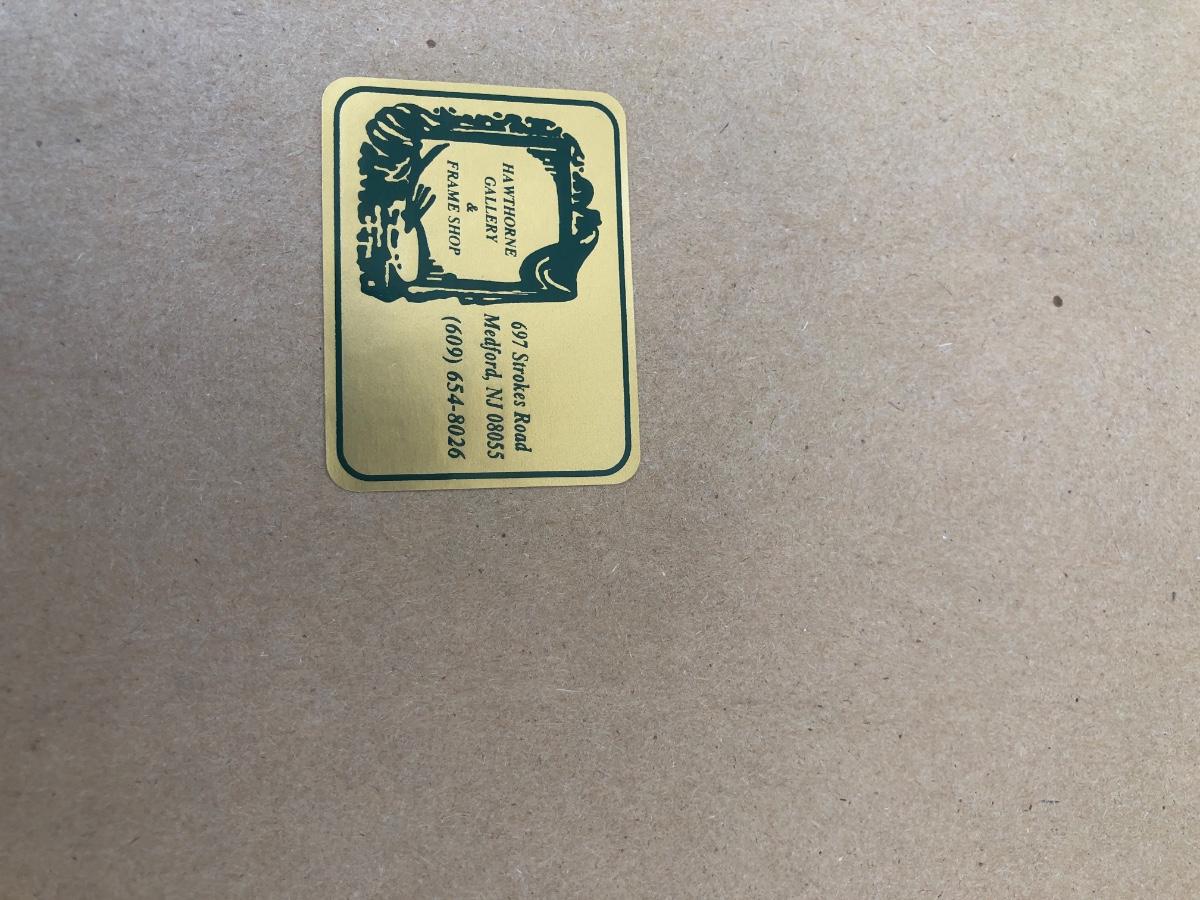 HAWTHORNE
GALLERY
&
FRAME SHOP
697 Strokes Road
Medford, NJ 08055
(609) 654-8026